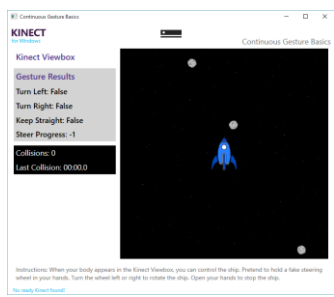 Continuous Gesture Basics
KINECT
for Windows
Continuous Gesture Basics
Kinect Viewbox
Gesture Results
Turn Left: False
Turn Right: False
Keep Straight: False
Steer Progress: -1
Collisions: 0
Last Collision: 00:00.0
Instructions: When your body appears in the Kinect Viewbox, you can control the ship. Pretend to hold a fake steering
wheel in your hands. Turn the wheel left or right to rotate the ship. Open your hands to stop the ship.
No ready Kinect found!